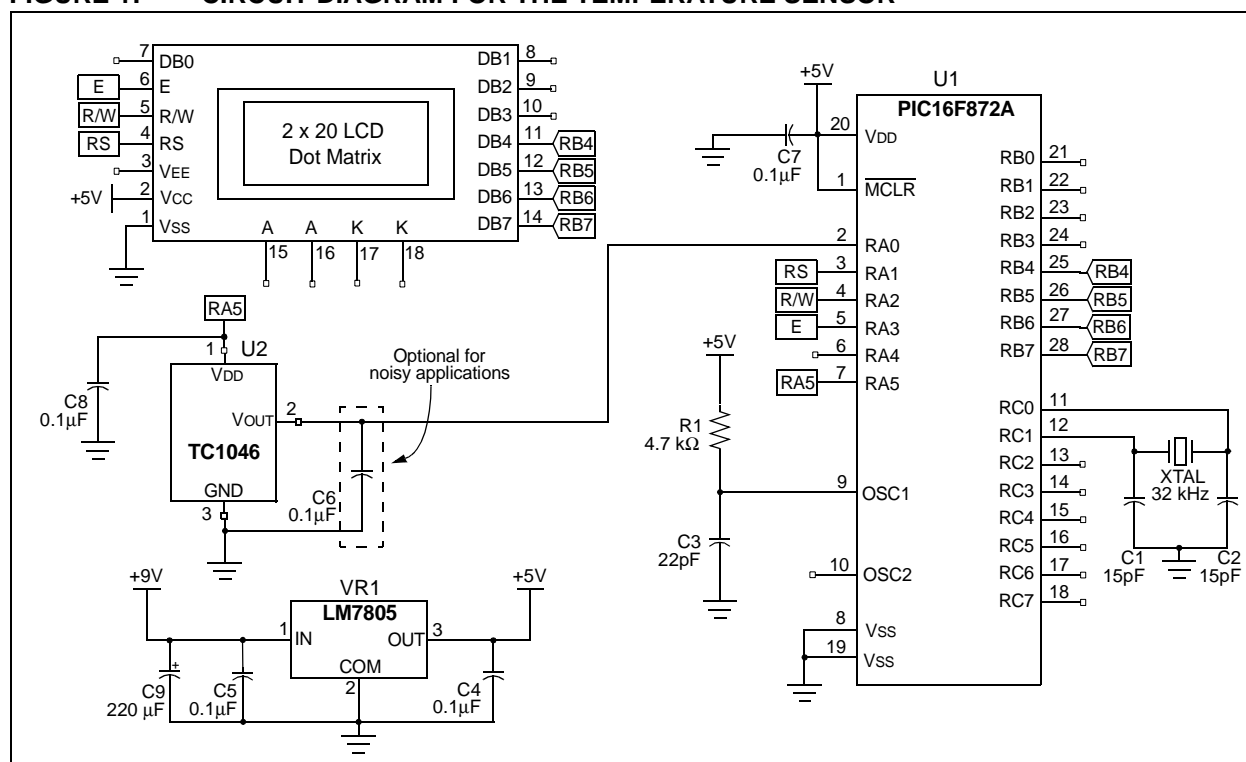 FIGURE 1: CIRCUIT DIAGRAM FOR THE TEMPERATURE SENSOR
7 DB0
E 6 E
R/W 5 R/W
RS 4 RS
3 VEE
+5V 2 VCC
1 VSS
2 x 20 LCD
Dot Matrix
DB1 8
DB2 9
DB3 10
DB4 11 RB4
DB5 12 RB5
DB6 13 RB6
DB7 14 RB7
A A K K
15 16 17 18
RA5
1 U2
VDD
C8
0.1µF
VOUT 2
TC1046
GND
3
Optional for
noisy applications
C6
0.1µF
+9V
VR1
LM7805
+5V
1 IN
OUT 3
COM
2
C9
+
220 µF
C5
0.1µF
C4
0.1µF
U1
PIC16F872A
+5V
20 VDD
C7
0.1µF
1 MCLR
2 RA0
RS 3 RA1
R/W 4 RA2
E 5 RA3
6 RA4
RA5 7 RA5
+5V
R1
4.7 kΩ
9 OSC1
C3
22pF
10 OSC2
8 VSS
19 VSS
RB0 21
RB1 22
RB2 23
RB3 24
RB4 25 RB4
RB5 26 RB5
RB6 27 RB6
RB7 28 RB7
RC0 11
RC1 12
RC2 13
RC3 14
RC4 15
RC5 16
RC6 17
RC7 18
XTAL
32 kHz
C1
15pF
C2
15pF